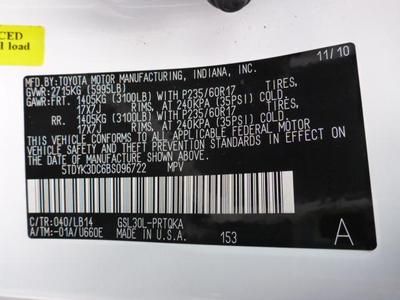 CED
l load
11/10
MFD. BY: TOYOTA MOTOR MANUFACTURING, INDIANA, INC.
GVWR: 2715KG (5995LB)
GAWR: FRT. 1405KG (3100LB) WITH P235/60R17 TIRES,
17X7J RIMS, AT 240KPA (35PSI) COLD.
RR. 1405KG (3100LB) WITH P235/60R17 TIRES,
17X7J RIMS, AT 240KPA (35PSI) COLD.
THIS VEHICLE CONFORMS TO ALL APPLICABLE FEDERAL MOTOR
VEHICLE SAFETY BUMPER, AND THEFT PREVENTION STANDARDS IN EFFECT ON
THE DATE OF MANUFACTURE SHOWN ABOVE.
5TDYK3DC6BS096722 MPV
C/TR: 040/LB14 GSL30L-PRTQKA
A/TM: -01A/U660E MADE IN U.S.A. 153 A